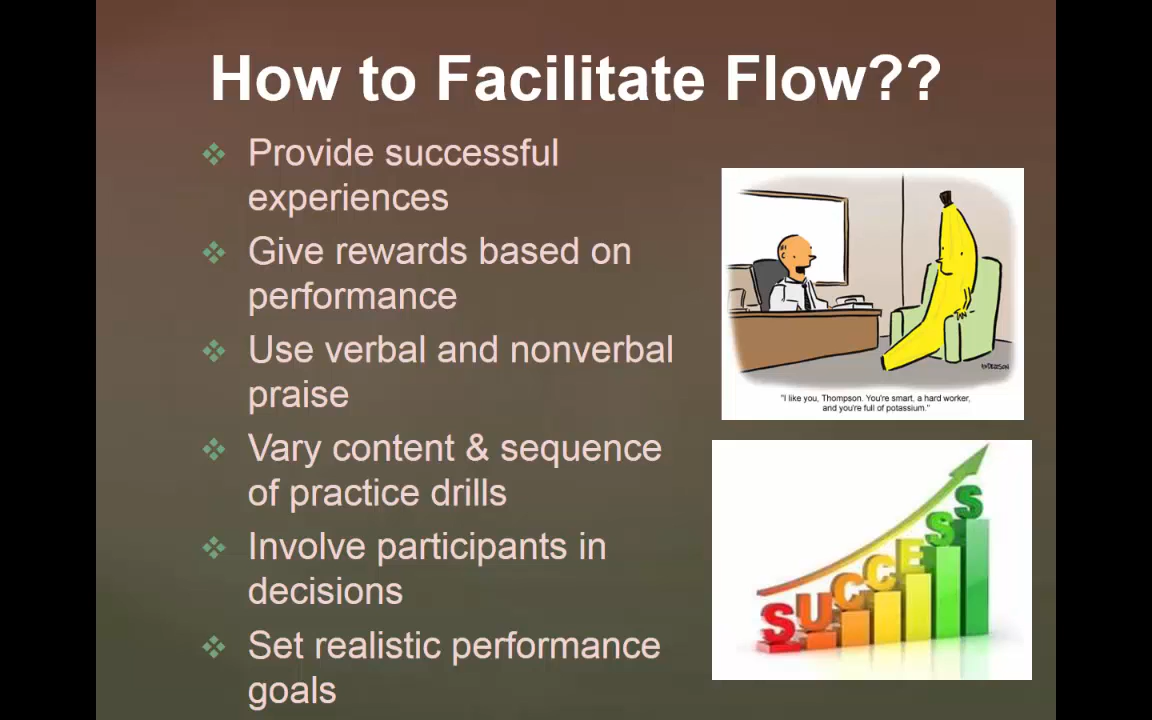 How to Facilitate Flow??
Provide successful
experiences
Give rewards based on
performance
Use verbal and nonverbal
praise
Vary content & sequence
of practice drills
Involve participants in
decisions
Set realistic performance
goals
"I like you, Thompson. You're smart, a hard worker,
and you're full of potassium."
SUCCESS